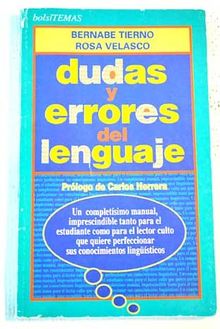 bolsITEMAS
BERNABE TIERNO
ROSA VELASCO
dudas
y
errores
del
lenguaje
Prólogo de Carlos Herrera
Un completísimo manual,
imprescindible tanto para el
estudiante como para el lector culto
que quiere perfeccionar
sus conocimientos lingüísticos